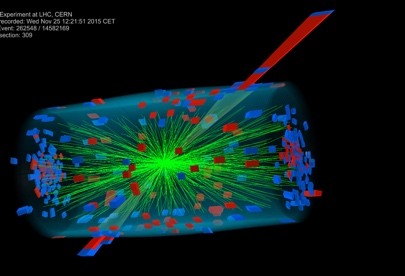 Experiment at LHC, CERN
recorded: Wed Nov 25 12:21:51 2015 CET
Event: 262548 / 14582169
section: 309